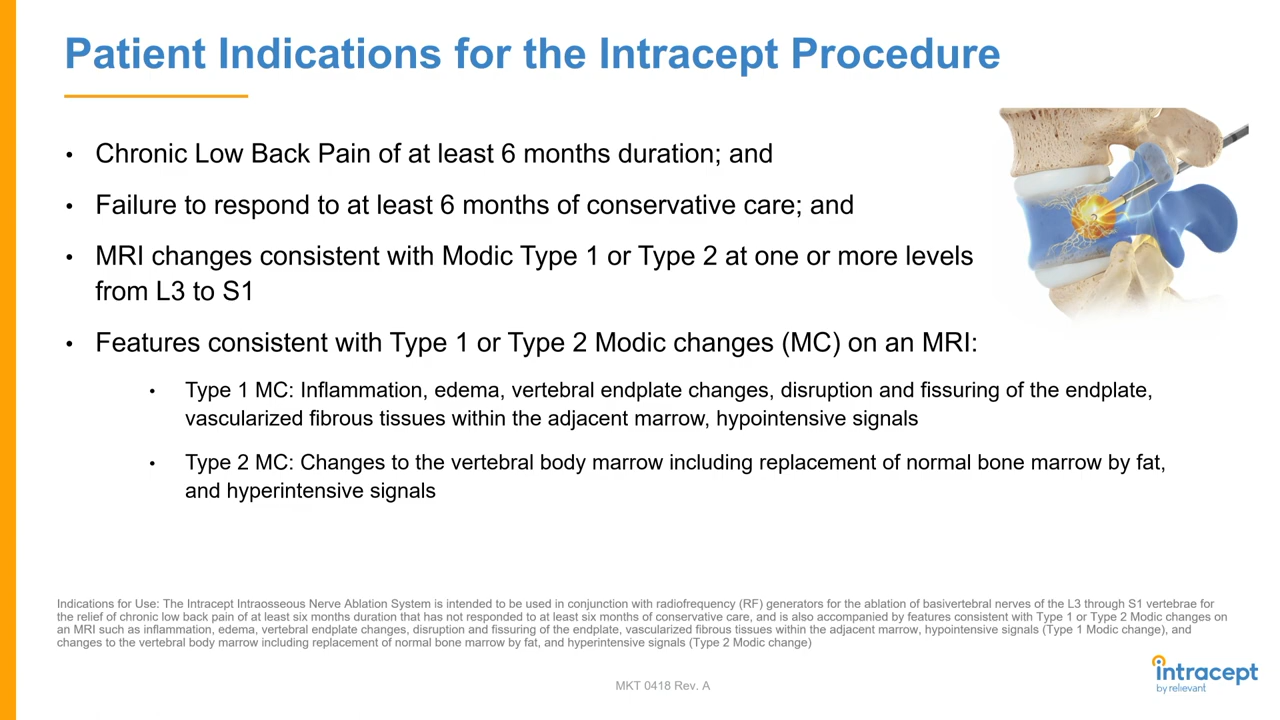 Patient Indications for the Intracept Procedure
• Chronic Low Back Pain of at least 6 months duration; and
• Failure to respond to at least 6 months of conservative care; and
• MRI changes consistent with Modic Type 1 or Type 2 at one or more levels
from L3 to S1
• Features consistent with Type 1 or Type 2 Modic changes (MC) on an MRI:
• Type 1 MC: Inflammation, edema, vertebral endplate changes, disruption and fissuring of the endplate,
vascularized fibrous tissues within the adjacent marrow, hypointensive signals
• Type 2 MC: Changes to the vertebral body marrow including replacement of normal bone marrow by fat,
and hyperintensive signals
Indications for Use: The Intracept Intraosseous Nerve Ablation System is intended to be used in conjunction with radiofrequency (RF) generators for the ablation of basivertebral nerves of the L3 through S1 vertebrae for
the relief of chronic low back pain of at least six months duration that has not responded to at least six months of conservative care, and is also accompanied by features consistent with Type 1 or Type 2 Modic changes on
an MRI such as inflammation, edema, vertebral endplate changes, disruption and fissuring of the endplate, vascularized fibrous tissues within the adjacent marrow, hypointensive signals (Type 1 Modic change), and
changes to the vertebral body marrow including replacement of normal bone marrow by fat, and hyperintensive signals (Type 2 Modic change)
MKT 0418 Rev. A
intracept
by relievant